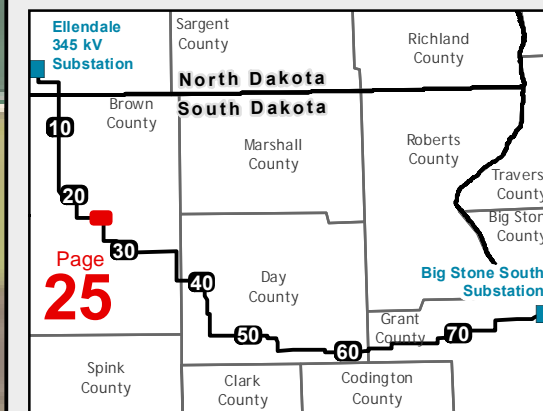 Ellendale
345 kV
Substation
Sargent
County
Richland
County
North Dakota
South Dakota
Brown
County
10
Marshall
County
Roberts
County
Travers
County
Big Ston
County
20
Page
25
30
40
Day
County
Big Stone South
Substation
Grant
County
50
60
70
Spink
County
Clark
County
Codington
County